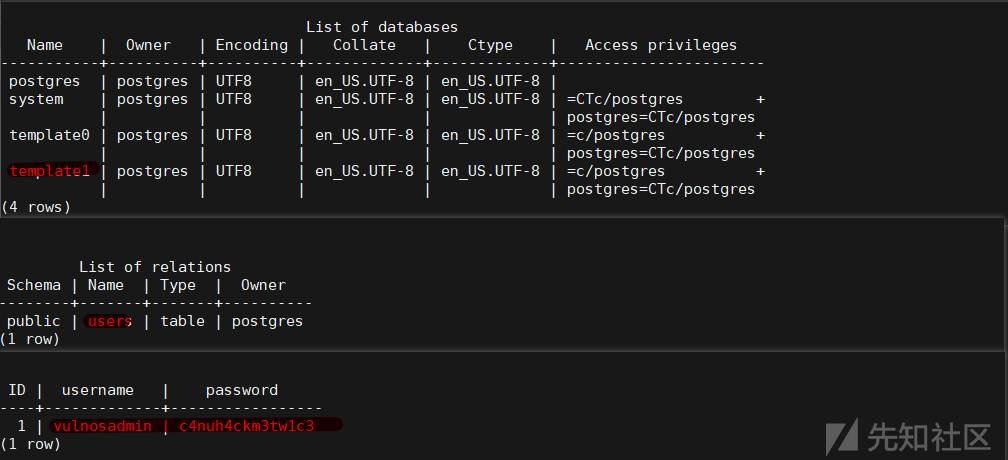 List of databases
Name | Owner | Encoding | Collate | Ctype | Access privileges
-----------+----------+----------+-------------+-------------+-----------------------
postgres | postgres | UTF8 | en_US.UTF-8 | en_US.UTF-8 |
system | postgres | UTF8 | en_US.UTF-8 | en_US.UTF-8 | =CTc/postgres +
| | | | | postgres=CTc/postgres
template0 | postgres | UTF8 | en_US.UTF-8 | en_US.UTF-8 | =c/postgres +
| | | | | postgres=CTc/postgres
template1 | postgres | UTF8 | en_US.UTF-8 | en_US.UTF-8 | =c/postgres +
| | | | | postgres=CTc/postgres
(4 rows)
List of relations
Schema | Name | Type | Owner
--------+-------+-------+----------
public | users | table | postgres
(1 row)
ID | username | password
----+-------------+----------------
1 | vulnosadmin | c4nuh4ckm3tw1c3
(1 row)
先知社区